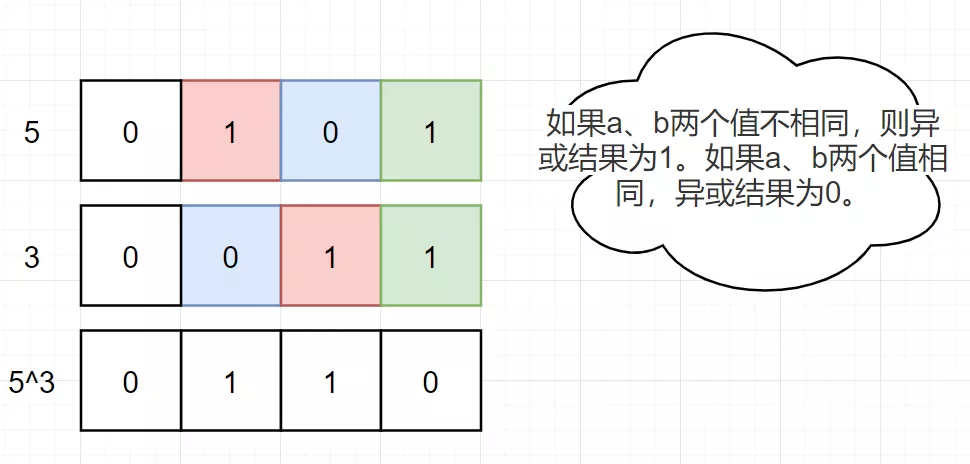 5 0 1 0 1
如果a、b两个值不相同，则异
或结果为1。如果a、b两个值相
同，异或结果为0。
3 0 0 1 1
5^3 0 1 1 0